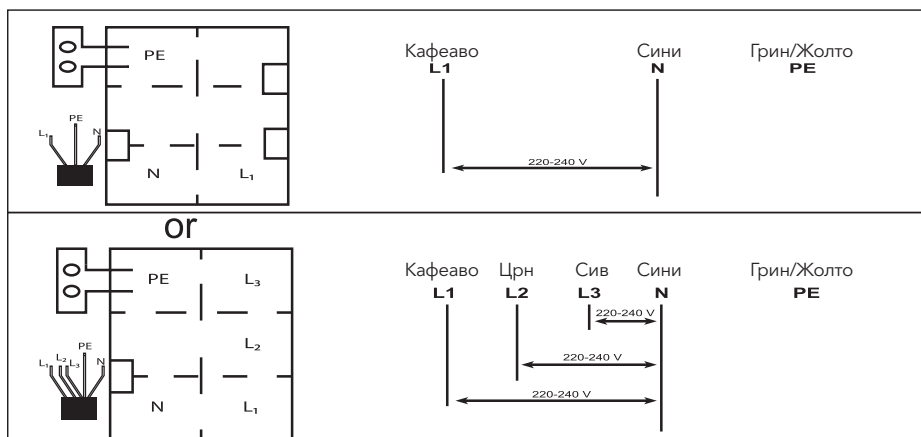 PE
L1
PE
N
N
L1
Кафеаво
Сини
Грин/Жолто
L1
N
PE
220-240 V
or
PE
L3
L2
L1
L2
L3
PE
N
N
L1
Кафеаво
Црн
Сив
Сини
Грин/Жолто
L1
L2
L3
N
PE
220-240 V
220-240 V
220-240 V